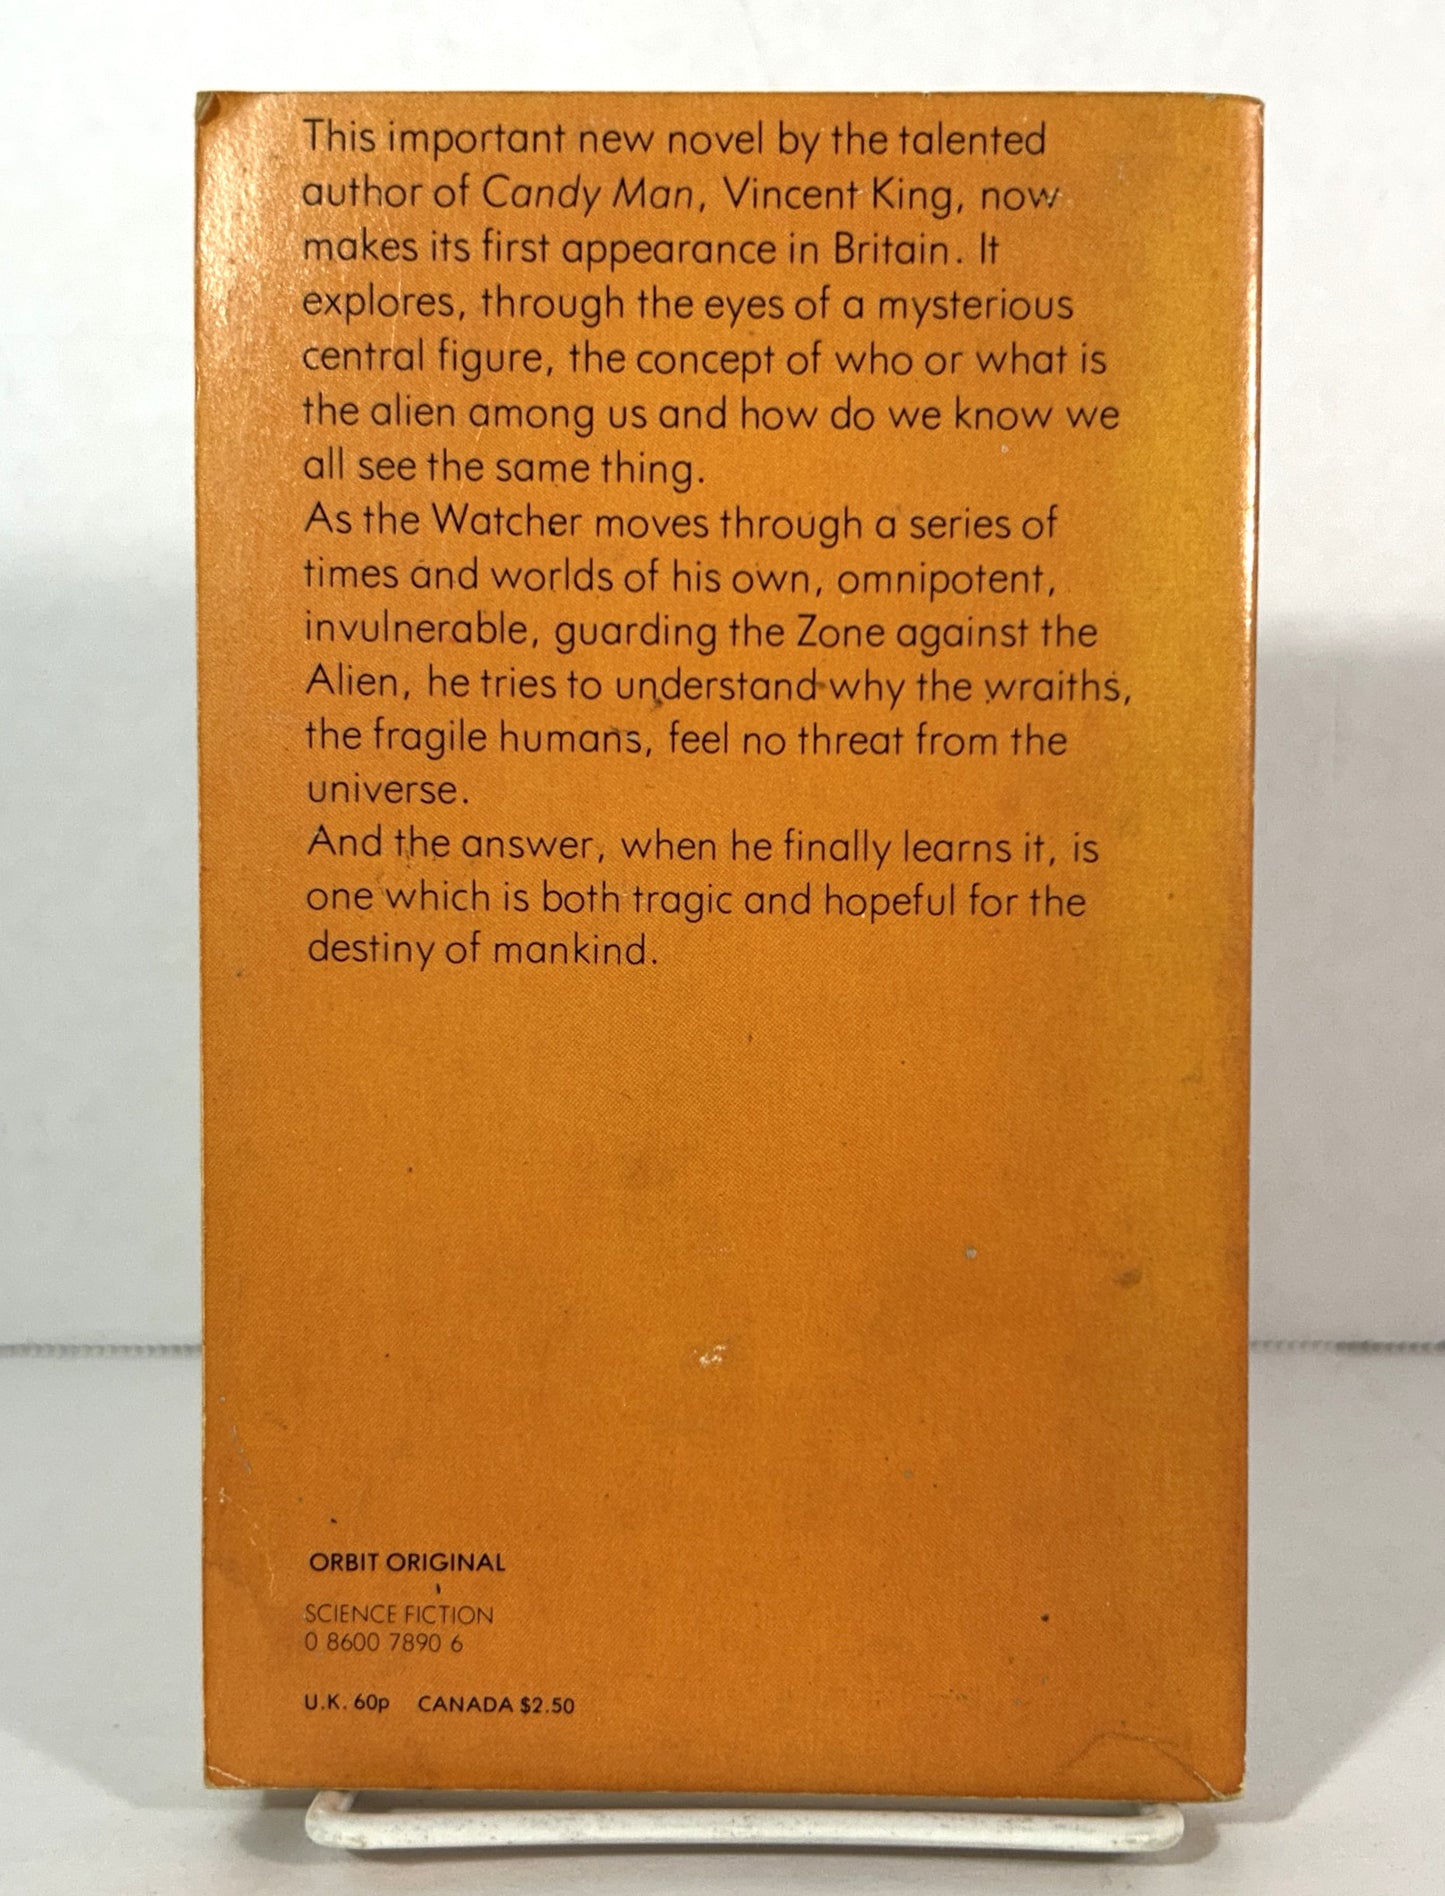 This important new novel by the talented
author of Candy Man, Vincent King, now
makes its first appearance in Britain. It
explores, through the eyes of a mysterious
central figure, the concept of who or what is
the alien among us and how do we know we
all see the same thing.
As the Watcher moves through a series of
times and worlds of his own, omnipotent,
invulnerable, guarding the Zone against the
Alien, he tries to understand why the wraiths,
the fragile humans, feel no threat from the
universe.
And the answer, when he finally learns it, is
one which is both tragic and hopeful for the
destiny of mankind.
ORBIT ORIGINAL
SCIENCE FICTION
0 8600 7890 6
U.K. 60p CANADA $2.50